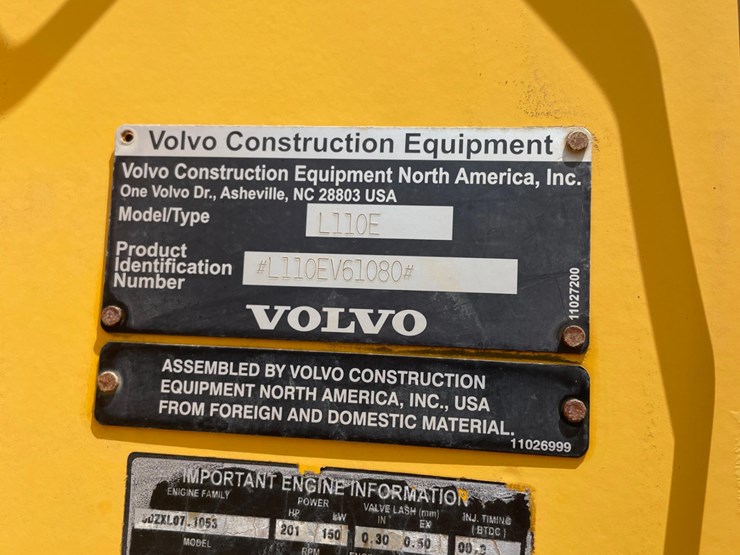 Volvo Construction Equipment
Volvo Construction Equipment North America, Inc.
One Volvo Dr., Asheville, NC 28803 USA
Model/Type L110E
Product
Identification #L110EV61080#
Number
VOLVO
11027200
ASSEMBLED BY VOLVO CONSTRUCTION
EQUIPMENT NORTH AMERICA, INC., USA
FROM FOREIGN AND DOMESTIC MATERIAL.
11026999
IMPORTANT ENGINE INFORMATION
ENGINE FAMILY POWER VALVE LASH (mm) INJ. TIMING
HP kW IN EX (BTDC)
201 150 0.30 0.50
MODEL RPM